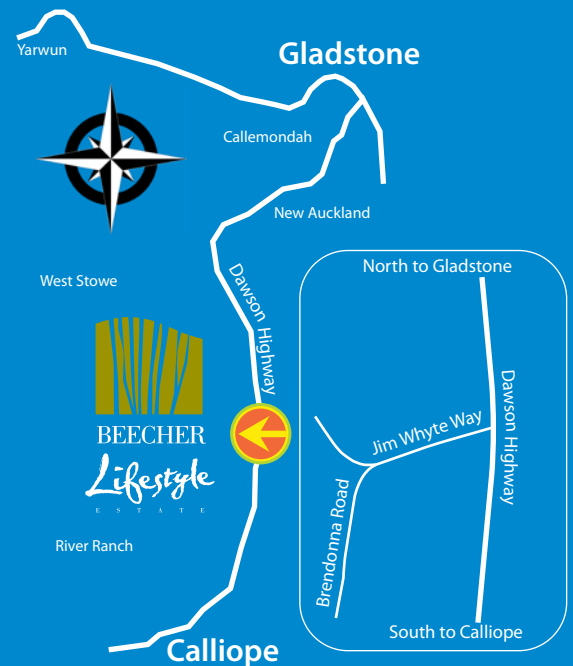 Gladstone
Yarwun
Callemondah
New Auckland
West Stowe
Dawson Highway
BEECHER
Lifestyle
ESTATE
River Ranch
Calliope
North to Gladstone
Dawson Highway
Jim Whyte Way
Brendonna Road
South to Calliope